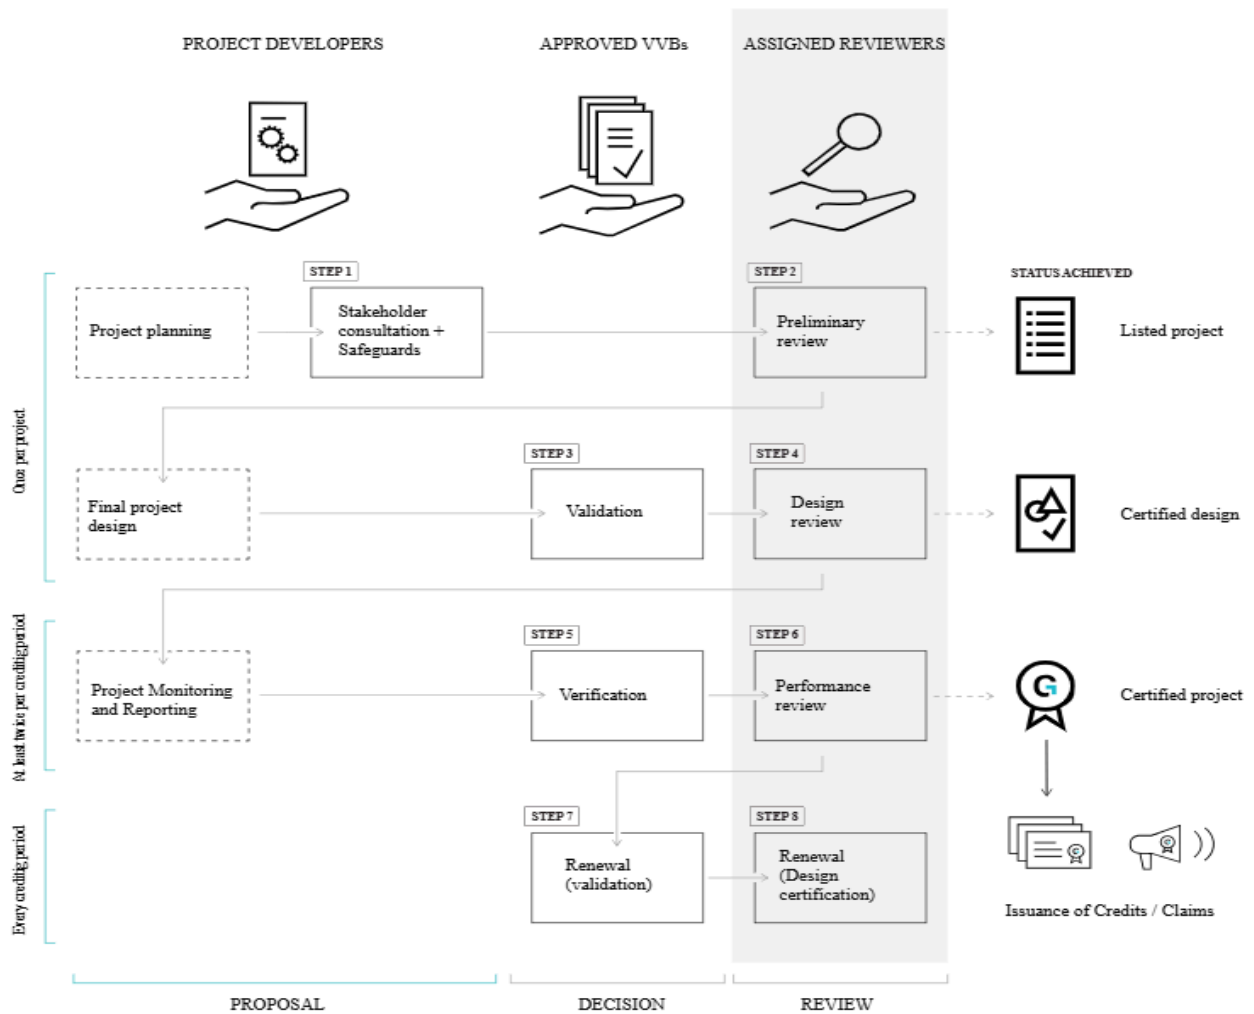 PROJECT DEVELOPERS
APPROVED VVBs
ASSIGNED REVIEWERS
STEP 1
STEP 2
STATUS ACHIEVED
Project planning
Stakeholder
consultation +
Safeguards
Preliminary
review
Listed project
Once per project
STEP 3
STEP 4
Final project
design
Validation
Design
review
Certified design
At least twice per crediting period
STEP 5
STEP 6
Project Monitoring
and Reporting
Verification
Performance
review
G
Certified project
Every crediting period
STEP 7
STEP 8
Renewal
(validation)
Renewal
(Design
certification)
Issuance of Credits / Claims
PROPOSAL
DECISION
REVIEW